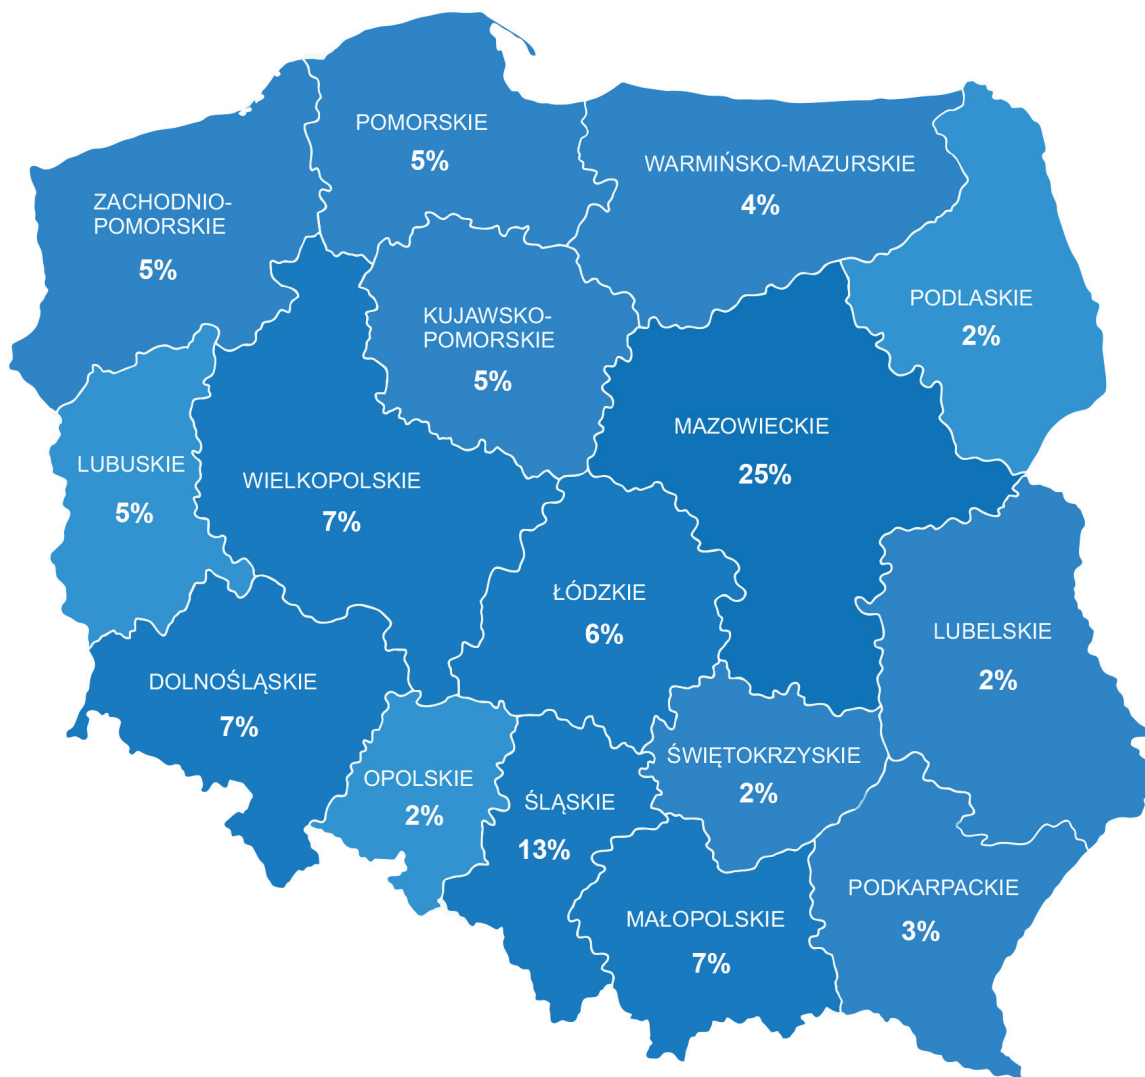 POMORSKIE
5%
WARMIŃSKO-MAZURSKIE
4%
ZACHODNIO-
POMORSKIE
5%
PODLASKIE
2%
KUJAWSKO-
POMORSKIE
5%
MAZOWIECKIE
25%
LUBUSKIE
5%
WIELKOPOLSKIE
7%
ŁÓDZKIE
6%
LUBELSKIE
2%
DOLNOŚLĄSKIE
7%
OPOLSKIE
2%
ŚLĄSKIE
13%
ŚWIĘTOKRZYSKIE
2%
MAŁOPOLSKIE
7%
PODKARPACKIE
3%